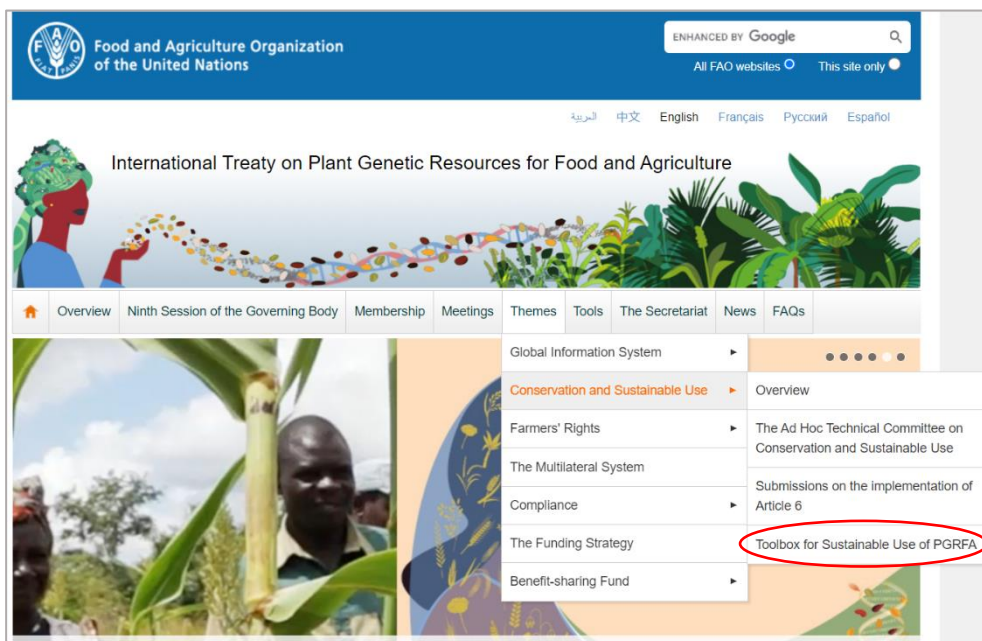 Food and Agriculture Organization
of the United Nations
ENHANCED BY Google
All FAO websites
This site only
العربية
中文
English
Français
Русский
Español
International Treaty on Plant Genetic Resources for Food and Agriculture
Overview
Ninth Session of the Governing Body
Membership
Meetings
Themes
Tools
The Secretariat
News
FAQs
Global Information System
Conservation and Sustainable Use
Farmers' Rights
The Multilateral System
Compliance
The Funding Strategy
Benefit-sharing Fund
Overview
The Ad Hoc Technical Committee on
Conservation and Sustainable Use
Submissions on the implementation of
Article 6
Toolbox for Sustainable Use of PGRFA